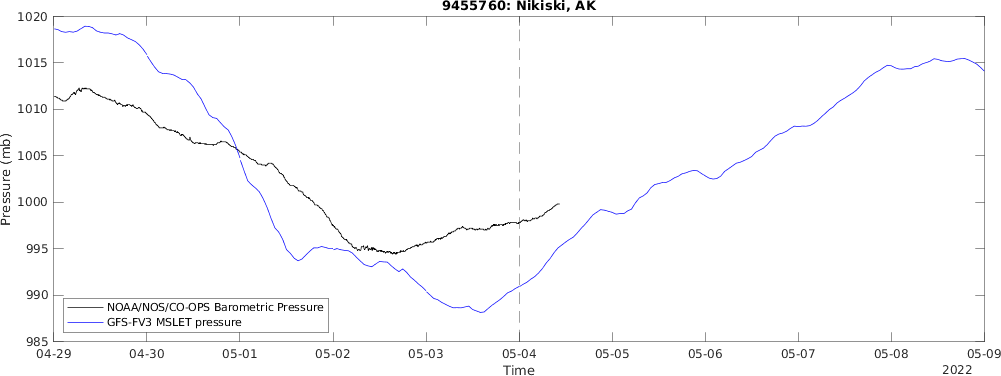 9455760: Nikiski, AK
Pressure (mb)
1020
1015
1010
1005
1000
995
990
985
NOAA/NOS/CO-OPS Barometric Pressure
GFS-FV3 MSLET pressure
04-29 04-30 05-01 05-02 05-03 05-04 05-05 05-06 05-07 05-08 05-09
Time
2022